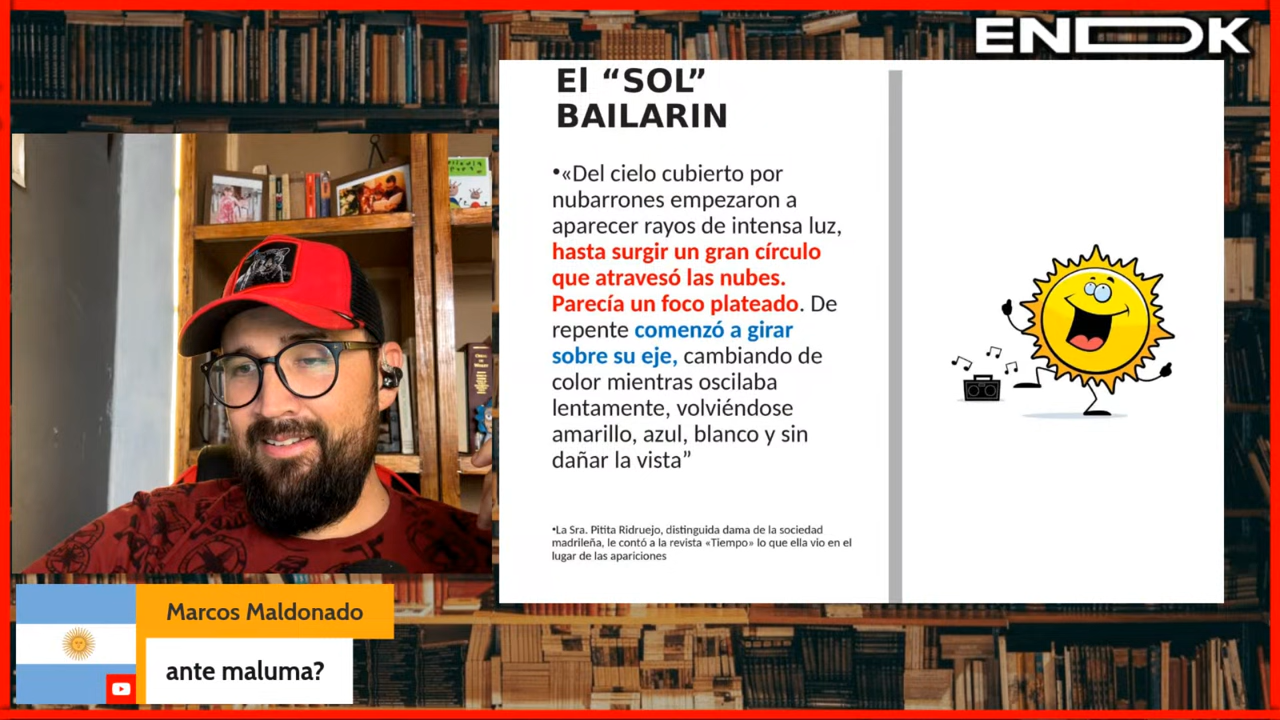 ENDK
El “SOL”
BAILARIN
•«Del cielo cubierto por
nubarrones empezaron a
aparecer rayos de intensa luz,
hasta surgir un gran círculo
que atravesó las nubes.
Parecía un foco plateado. De
repente comenzó a girar
sobre su eje, cambiando de
color mientras oscilaba
lentamente, volviéndose
amarillo, azul, blanco y sin
dañar la vista”
•La Sra. Pitita Ridruejo, distinguida dama de la sociedad
madrileña, le contó a la revista «Tiempo» lo que ella vio en el
lugar de las apariciones
Marcos Maldonado
ante maluma?